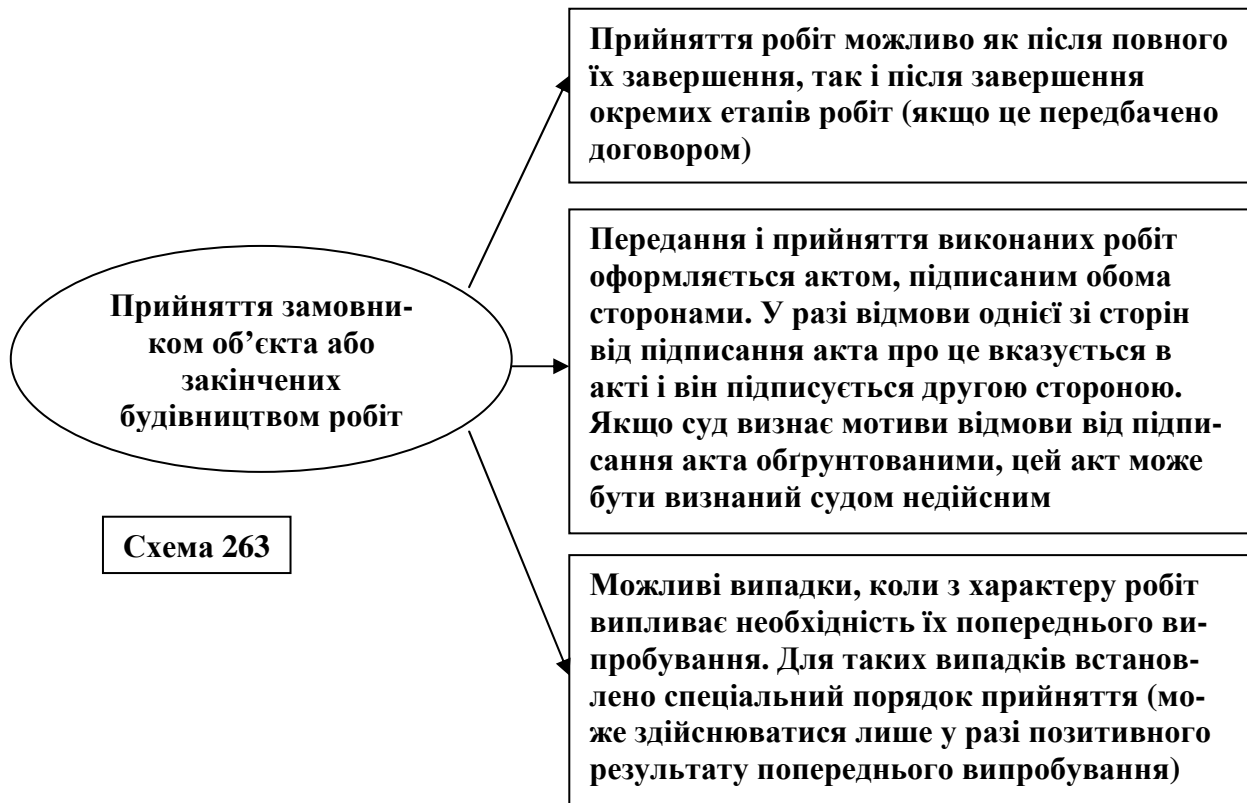 Прийняття робіт можливо як після повного
їх завершення, так і після завершення
окремих етапів робіт (якщо це передбачено
договором)
Прийняття замовни-
ком об’єкта або
закінчених
будівництвом робіт
Передання і прийняття виконаних робіт
оформляється актом, підписаним обома
сторонами. У разі відмови однієї зі сторін
від підписання акта про це вказується в
акті і він підписується другою стороною.
Якщо суд визнає мотиви відмови від підпи-
сання акта обґрунтованими, цей акт може
бути визнаний судом недійсним
Схема 263
Можливі випадки, коли з характеру робіт
випливає необхідність їх попереднього ви-
пробування. Для таких випадків встанов-
лено спеціальний порядок прийняття (мо-
же здійснюватися лише у разі позитивного
результату попереднього випробування)